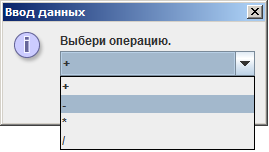 Ввод данных
Выбери операцию.
+
+
-
*
/